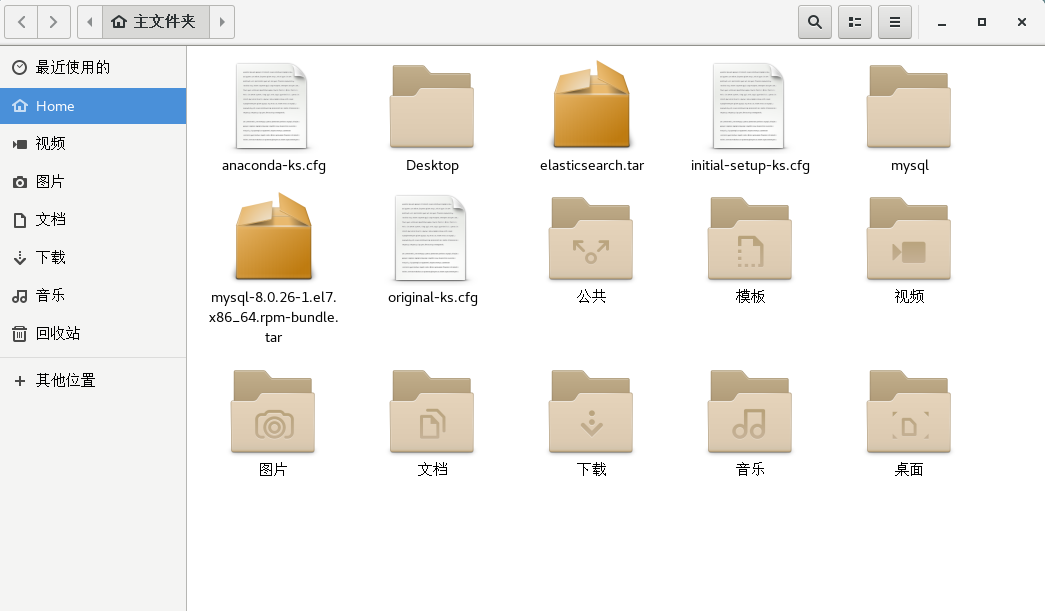 主文件夹
最近使用的
Home
视频
图片
文档
下载
音乐
回收站
其他位置
anaconda-ks.cfg
Desktop
elasticsearch.tar
initial-setup-ks.cfg
mysql
mysql-8.0.26-1.el7.
x86_64.rpm-bundle.
tar
original-ks.cfg
公共
模板
视频
图片
文档
下载
音乐
桌面